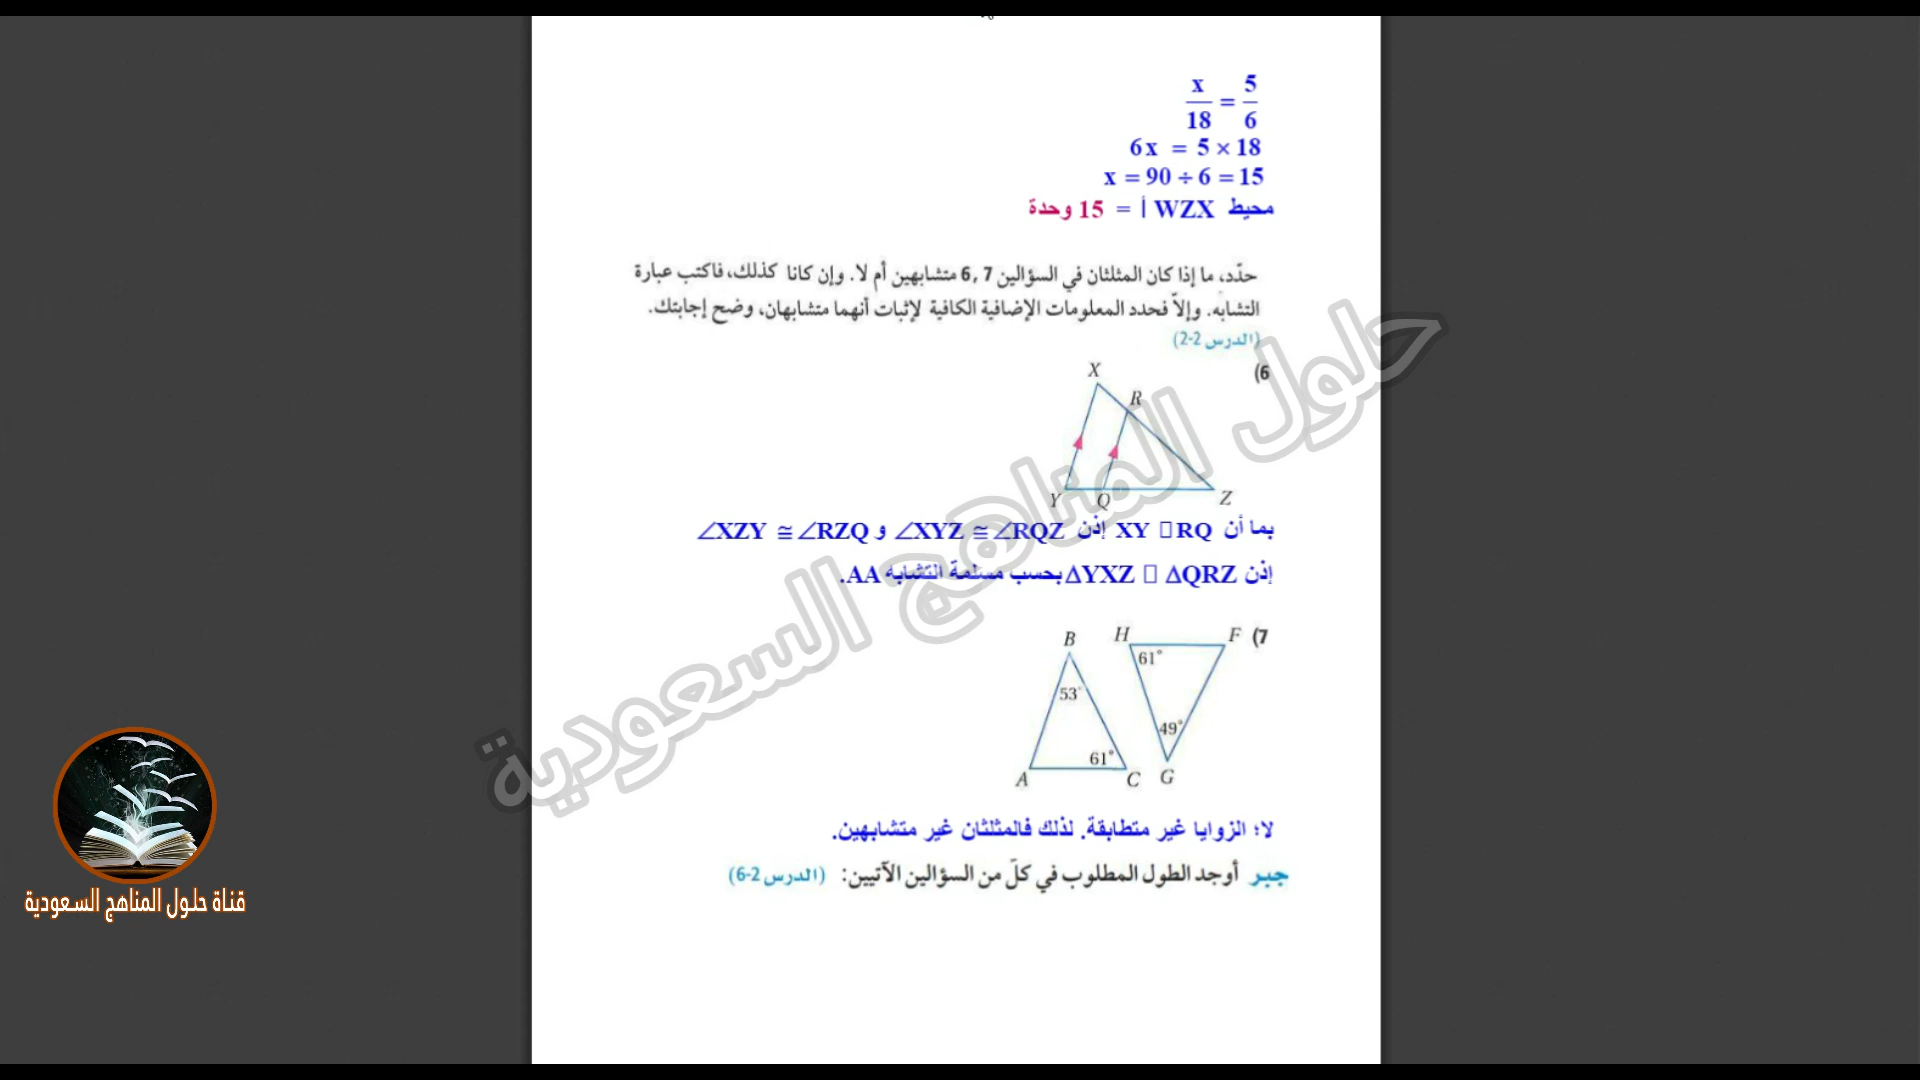 x/18 = 5/6
6x = 5 × 18
x = 90 ÷ 6 = 15
محيط WZX أ = 15 وحدة
حدّد، ما إذا كان المثلثان في السؤالين 7 , 6 متشابهين أم لا. وإن كانا كذلك، فاكتب عبارة
التشابه. وإلاّ فحدد المعلومات الإضافية الكافية لإثبات أنهما متشابهان، وضح إجابتك.
(الدرس 2-2)
(6
X
R
Y
Q
Z
بما أن XY ▯ RQ إذن ∠XYZ ≅ ∠RQZ و ∠XZY ≅ ∠RZQ
إذن ΔYXZ ▯ ΔQRZ بحسب مسلمة التشابه AA.
(7
B
H
F
61°
53°
49°
61°
A
C
G
لا؛ الزوايا غير متطابقة. لذلك فالمثلثان غير متشابهين.
جبر أوجد الطول المطلوب في كلّ من السؤالين الآتيين: (الدرس 2-6)
حلول المناهج السعودية
قناة حلول المناهج السعودية